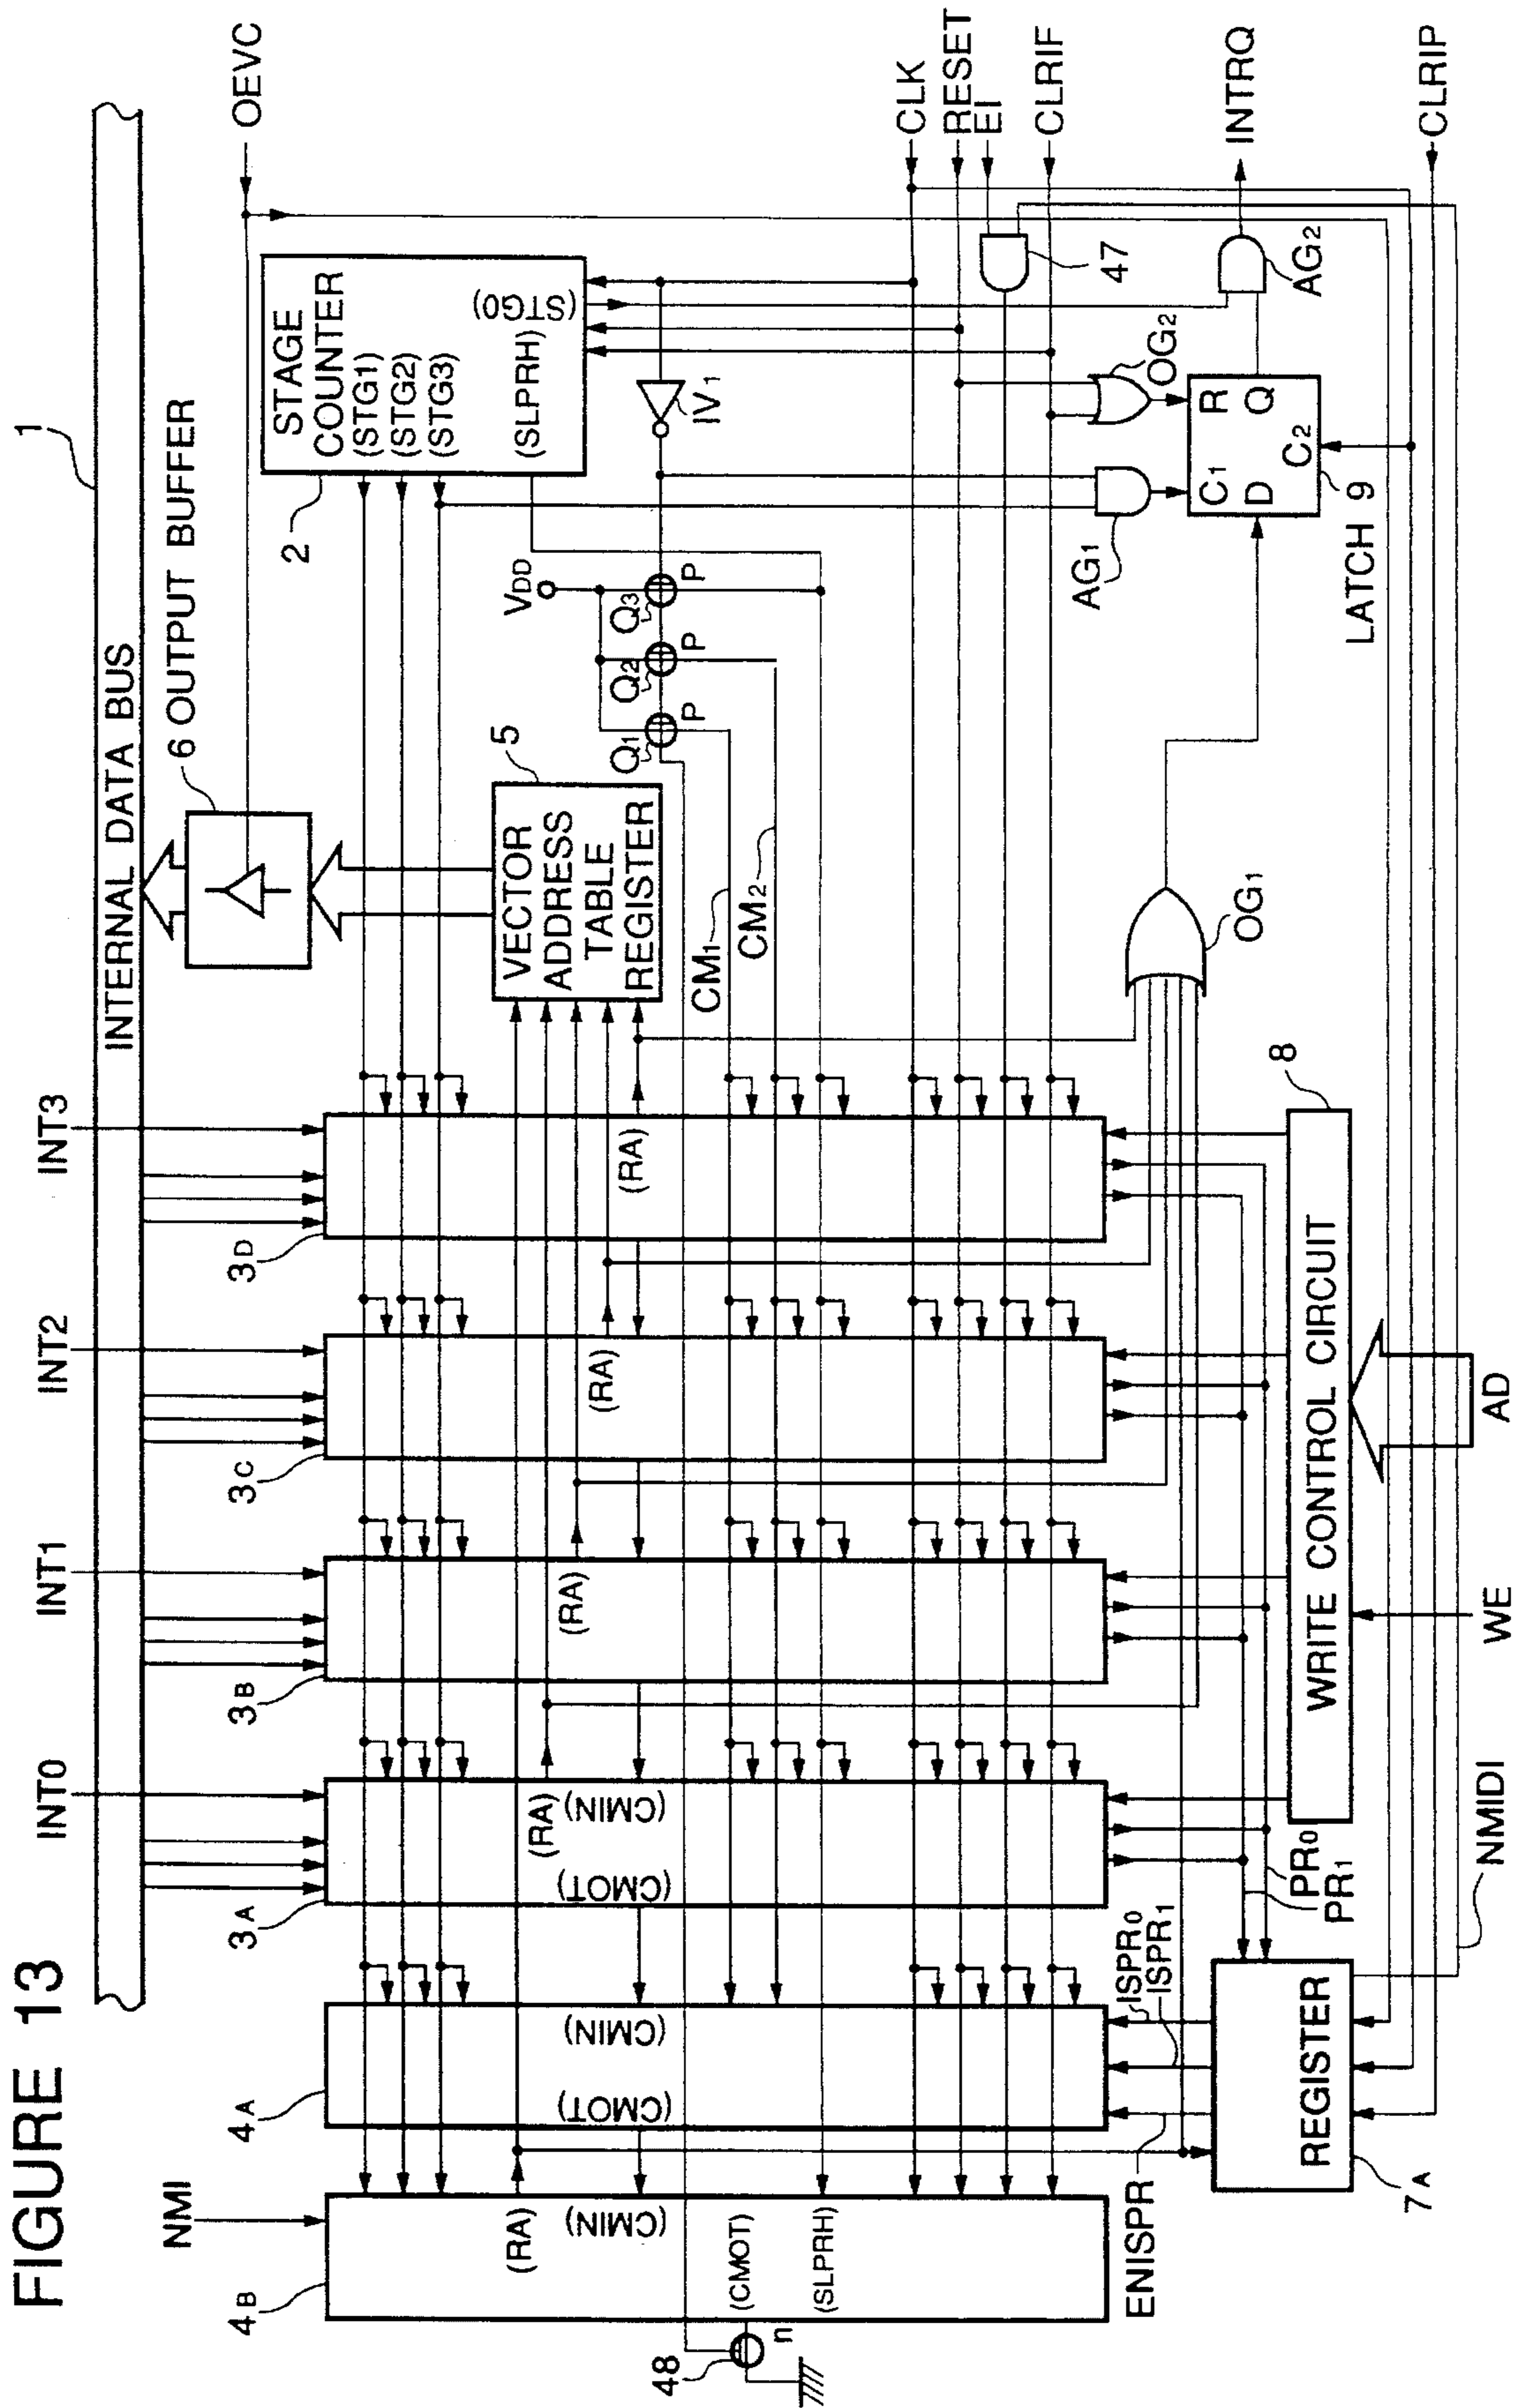 FIGURE 13
1
INTERNAL DATA BUS
NMI
INT0
INT1
INT2
INT3
6 OUTPUT BUFFER
OEVC
4B
4A
3A
3B
3C
3D
(RA)
(CMIN)
(CMOT)
(SLPRH)
(CMOT)
(CMIN)
(CMOT)
(RA)
(CMIN)
(RA)
(RA)
(RA)
48
n
5
VECTOR
ADDRESS
TABLE
REGISTER
2
STAGE
COUNTER
(STG1)
(STG2)
(STG3)
(STG0)
(SLPRH)
VDD
Q1
Q2
Q3
P
P
P
IV1
CM1
CM2
CLK
RESET
EI
CLRIF
47
OG1
AG1
OG2
C1
R
D
Q
C2
LATCH 9
AG2
INTRQ
CLRIP
ENISPR
ISPR0
ISPR1
PR0
PR1
REGISTER
7A
NMIDI
8
WRITE CONTROL CIRCUIT
WE
AD